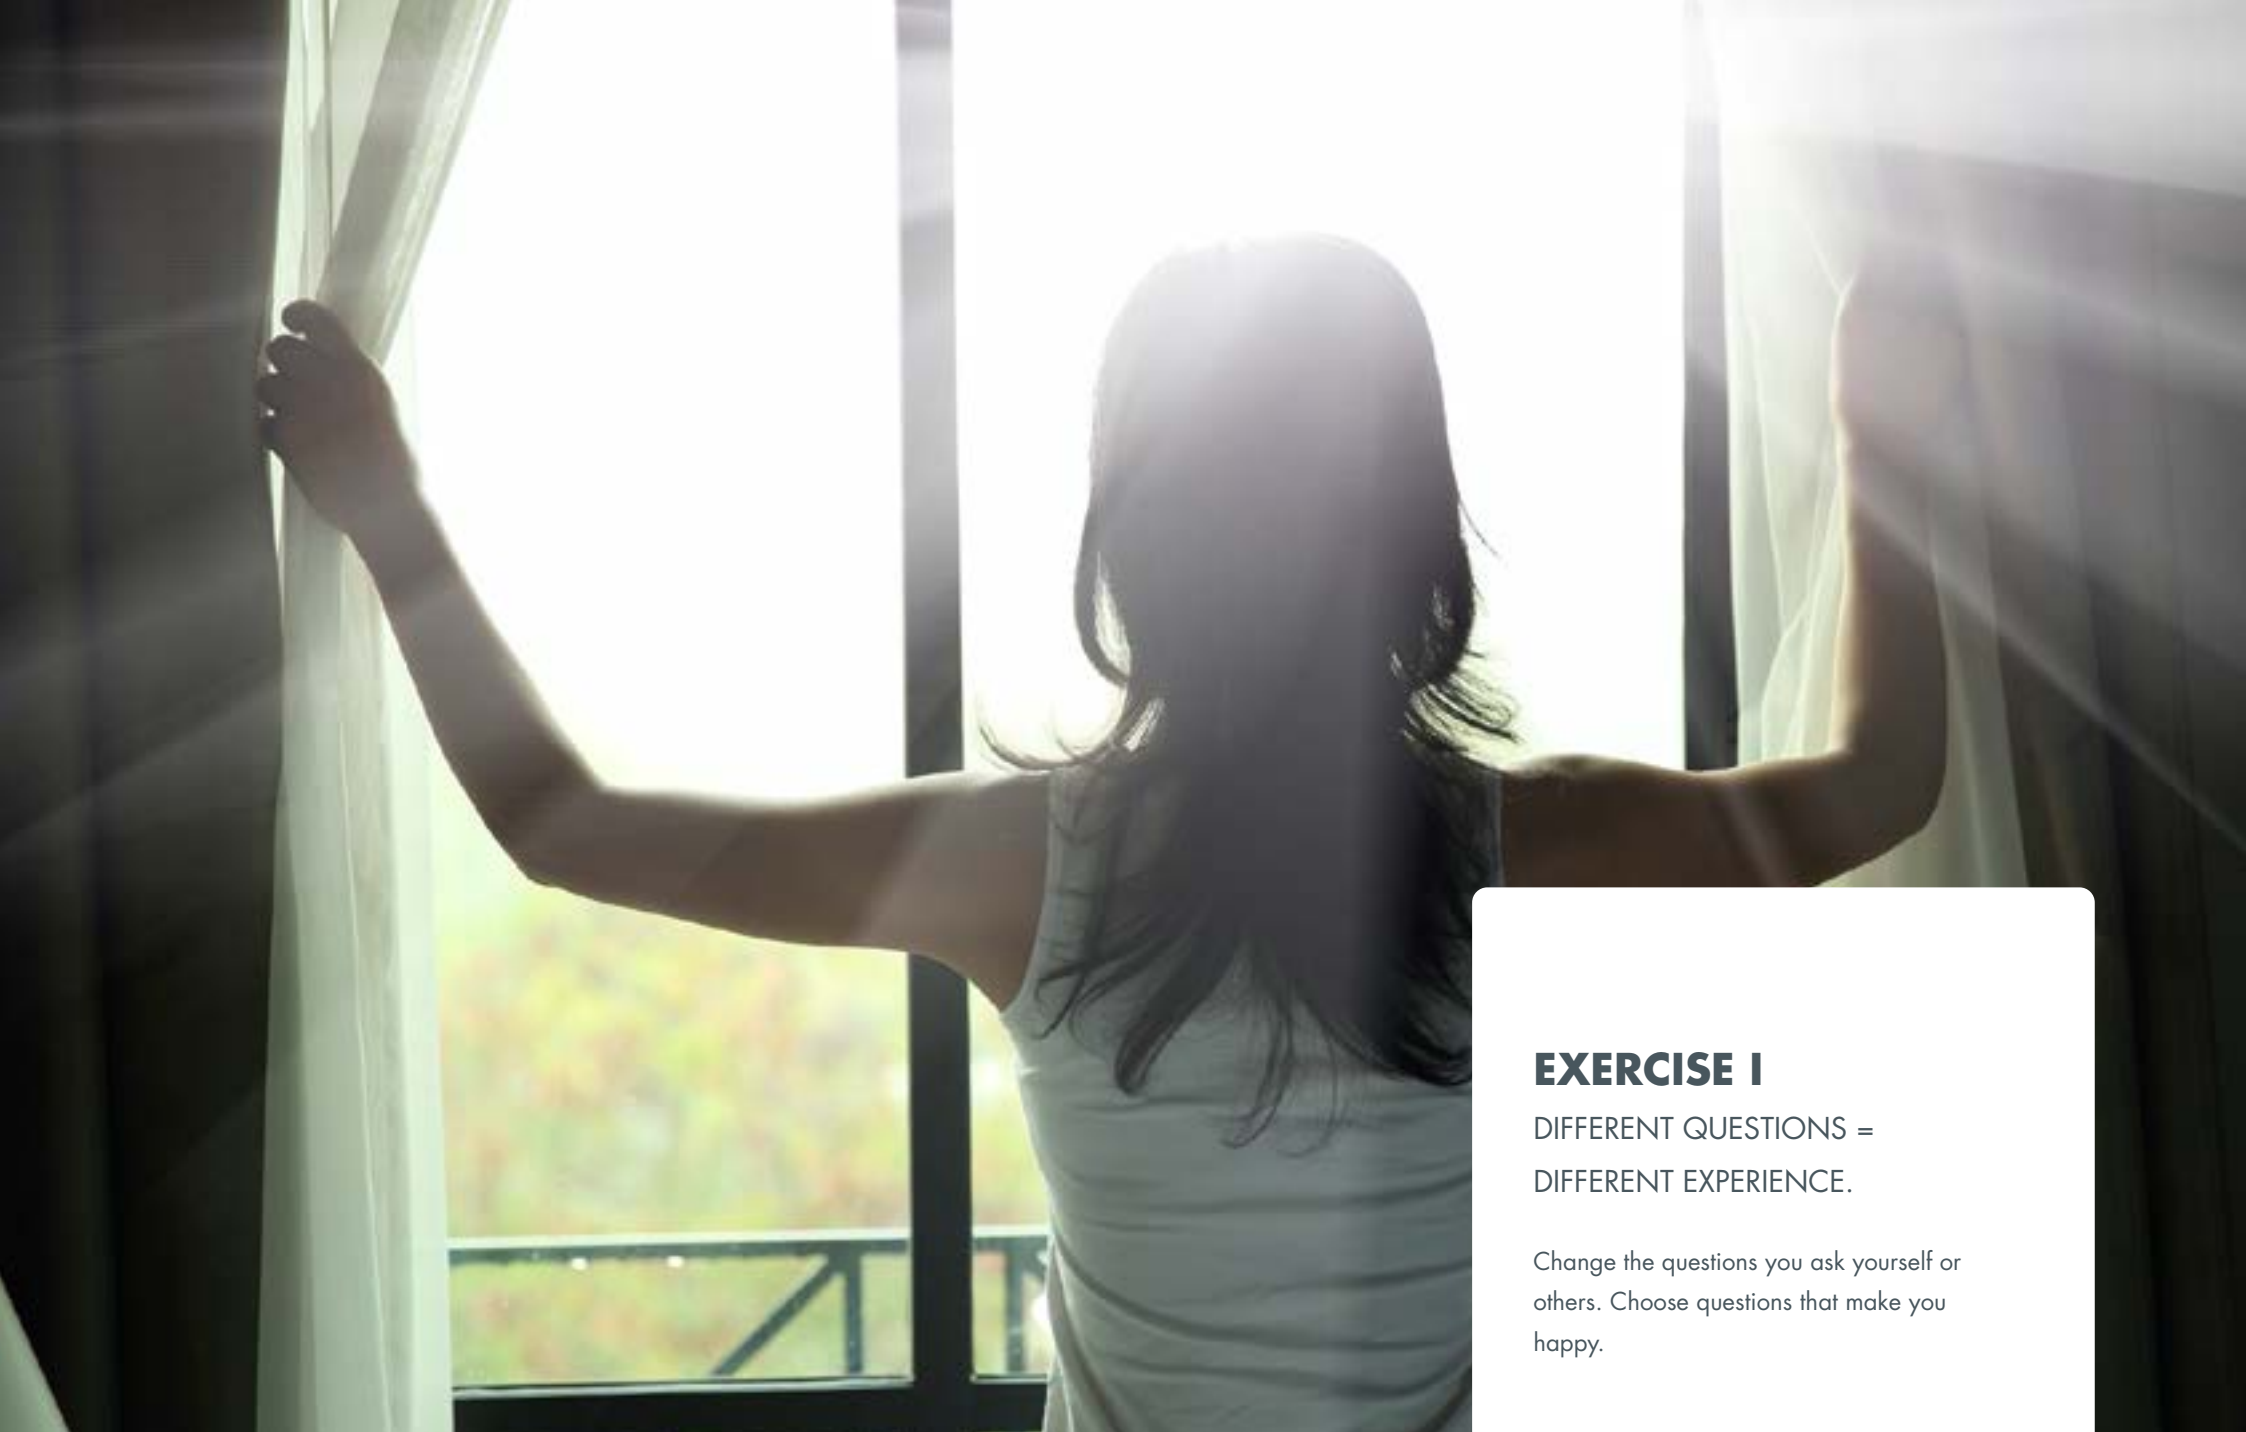 EXERCISE I
DIFFERENT QUESTIONS =
DIFFERENT EXPERIENCE.
Change the questions you ask yourself or
others. Choose questions that make you
happy.